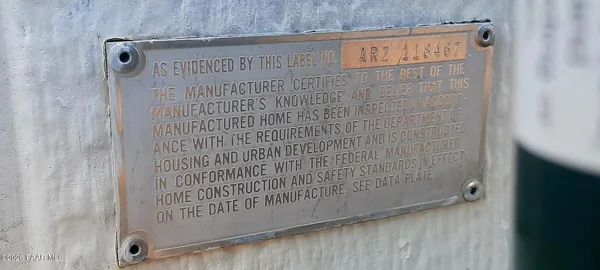 AS EVIDENCED BY THIS LABEL NO. ARZ 118467
THE MANUFACTURER CERTIFIES TO THE BEST OF THE
MANUFACTURER'S KNOWLEDGE AND BELIEF THAT THIS
MANUFACTURED HOME HAS BEEN INSPECTED IN ACCORD-
ANCE WITH THE REQUIREMENTS OF THE DEPARTMENT OF
HOUSING AND URBAN DEVELOPMENT AND IS CONSTRUCTED
IN CONFORMANCE WITH THE FEDERAL MANUFACTURED
HOME CONSTRUCTION AND SAFETY STANDARDS IN EFFECT
ON THE DATE OF MANUFACTURE. SEE DATA PLATE.
© 2026 PAAR MLS